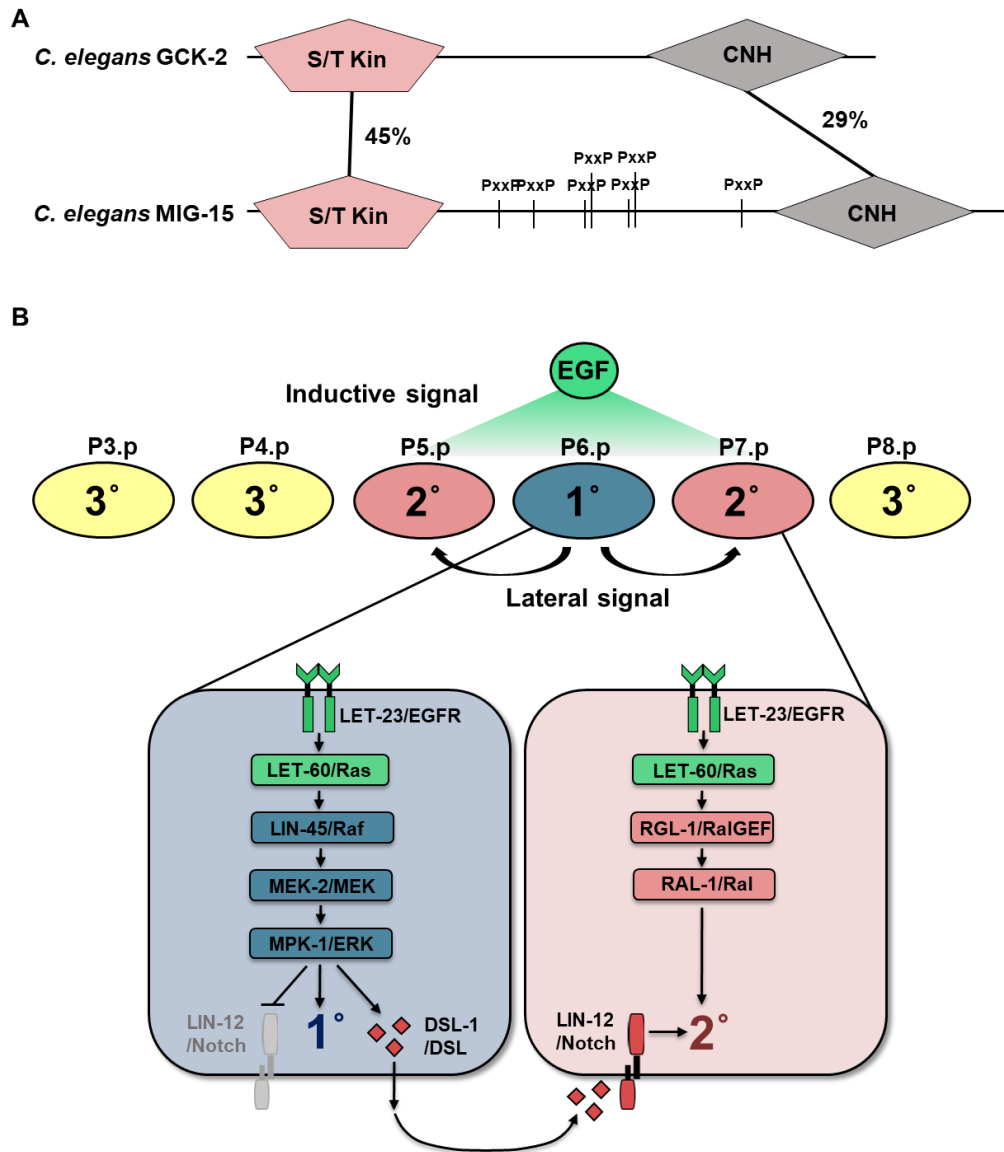 A
C. elegans GCK-2
S/T Kin
CNH
45%
29%
PxxP PxxP
PxxP PxxP PxxP PxxP PxxP
C. elegans MIG-15
S/T Kin
CNH
B
EGF
Inductive signal
P3.p P4.p P5.p P6.p P7.p P8.p
3° 3° 2° 1° 2° 3°
Lateral signal
LET-23/EGFR
LET-60/Ras
LIN-45/Raf
MEK-2/MEK
MPK-1/ERK
LIN-12
/Notch
1°
DSL-1
/DSL
LET-23/EGFR
LET-60/Ras
RGL-1/RalGEF
RAL-1/Ral
LIN-12
/Notch
2°